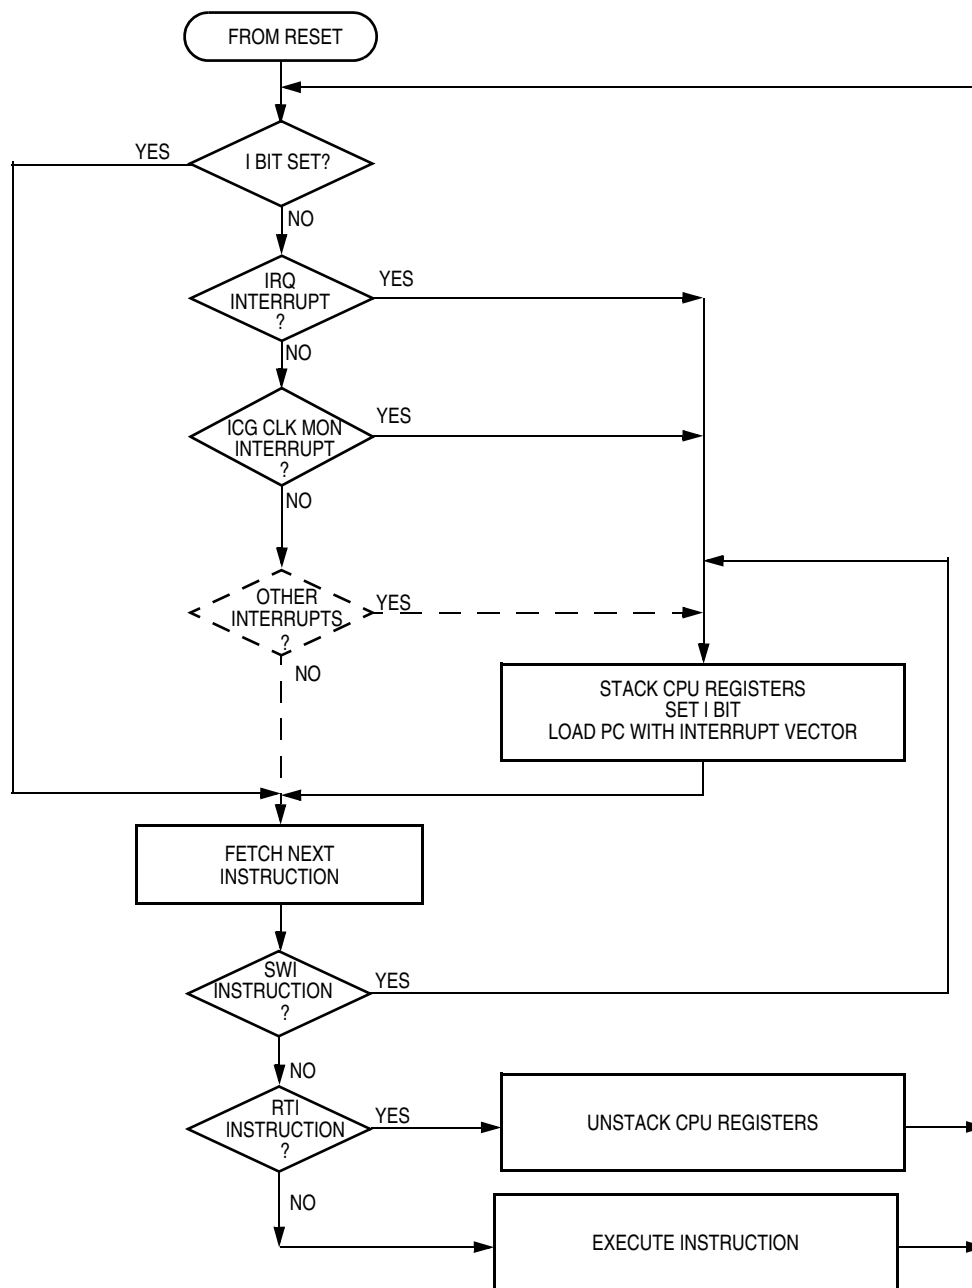 FROM RESET
I BIT SET?
YES
NO
IRQ
INTERRUPT
?
YES
NO
ICG CLK MON
INTERRUPT
?
YES
NO
OTHER
INTERRUPTS
?
YES
NO
STACK CPU REGISTERS
SET I BIT
LOAD PC WITH INTERRUPT VECTOR
FETCH NEXT
INSTRUCTION
SWI
INSTRUCTION
?
YES
NO
RTI
INSTRUCTION
?
YES
UNSTACK CPU REGISTERS
NO
EXECUTE INSTRUCTION